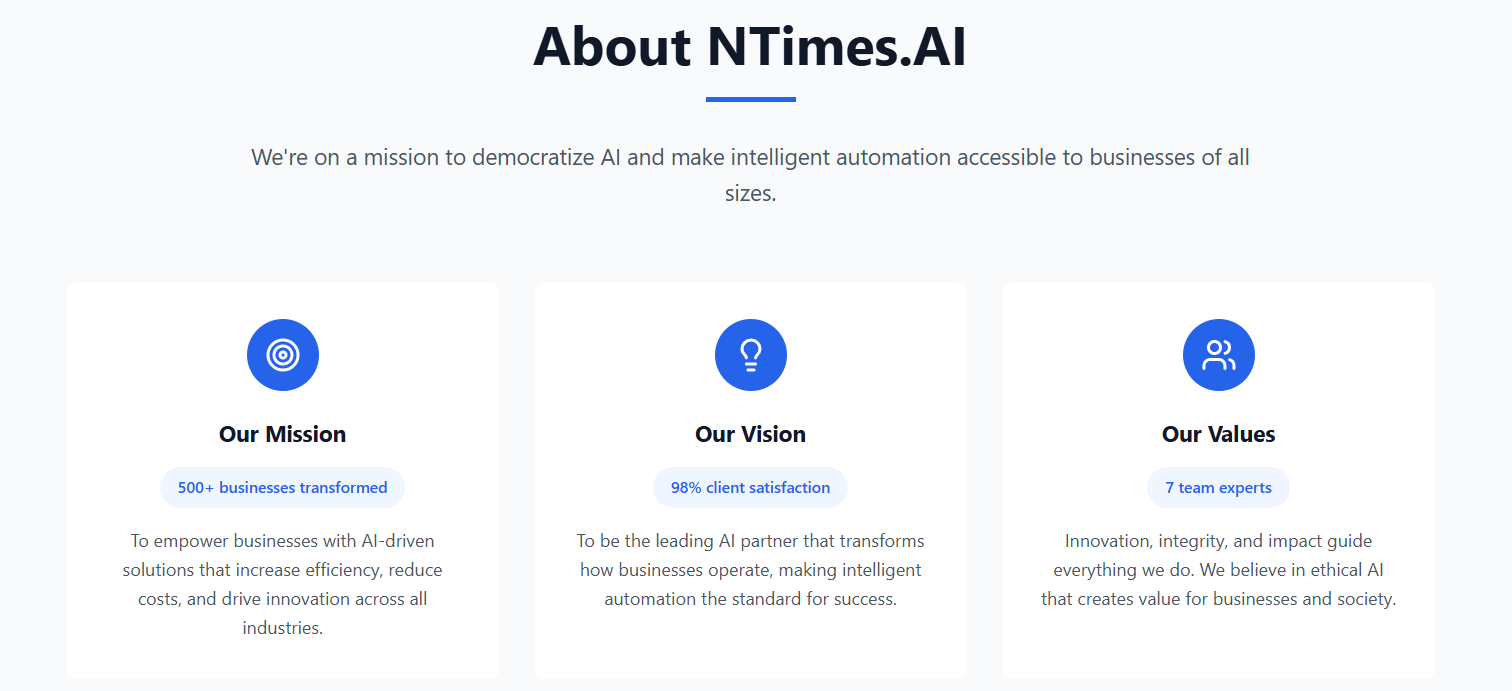 About NTimes.AI
We're on a mission to democratize AI and make intelligent automation accessible to businesses of all
sizes.
Our Mission
500+ businesses transformed
To empower businesses with AI-driven
solutions that increase efficiency, reduce
costs, and drive innovation across all
industries.
Our Vision
98% client satisfaction
To be the leading AI partner that transforms
how businesses operate, making intelligent
automation the standard for success.
Our Values
7 team experts
Innovation, integrity, and impact guide
everything we do. We believe in ethical AI
that creates value for businesses and society.